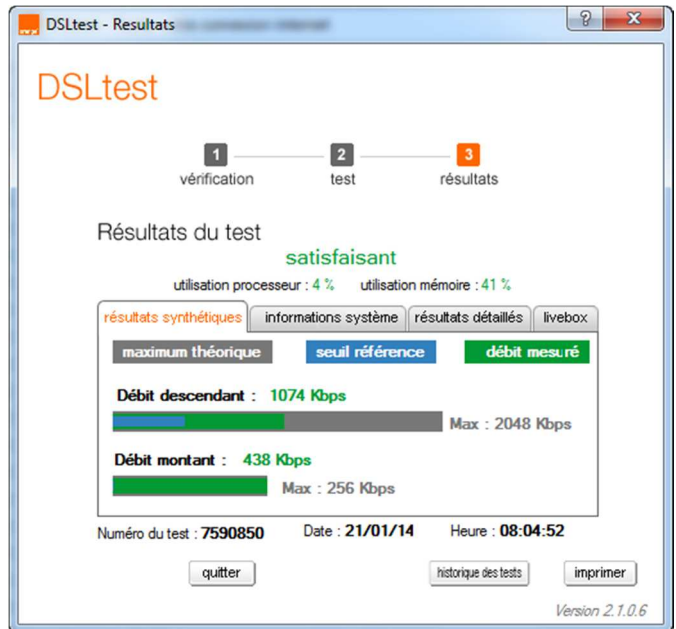 DSLtest - Resultats
DSLtest
1 2 3
vérification test résultats
Résultats du test
satisfaisant
utilisation processeur : 4 % utilisation mémoire : 41 %
résultats synthétiques informations système résultats détaillés livebox
maximum théorique seuil référence débit mesuré
Débit descendant : 1074 Kbps
Max : 2048 Kbps
Débit montant : 438 Kbps
Max : 256 Kbps
Numéro du test : 7590850 Date : 21/01/14 Heure : 08:04:52
quitter historique des tests imprimer
Version 2.1.0.6